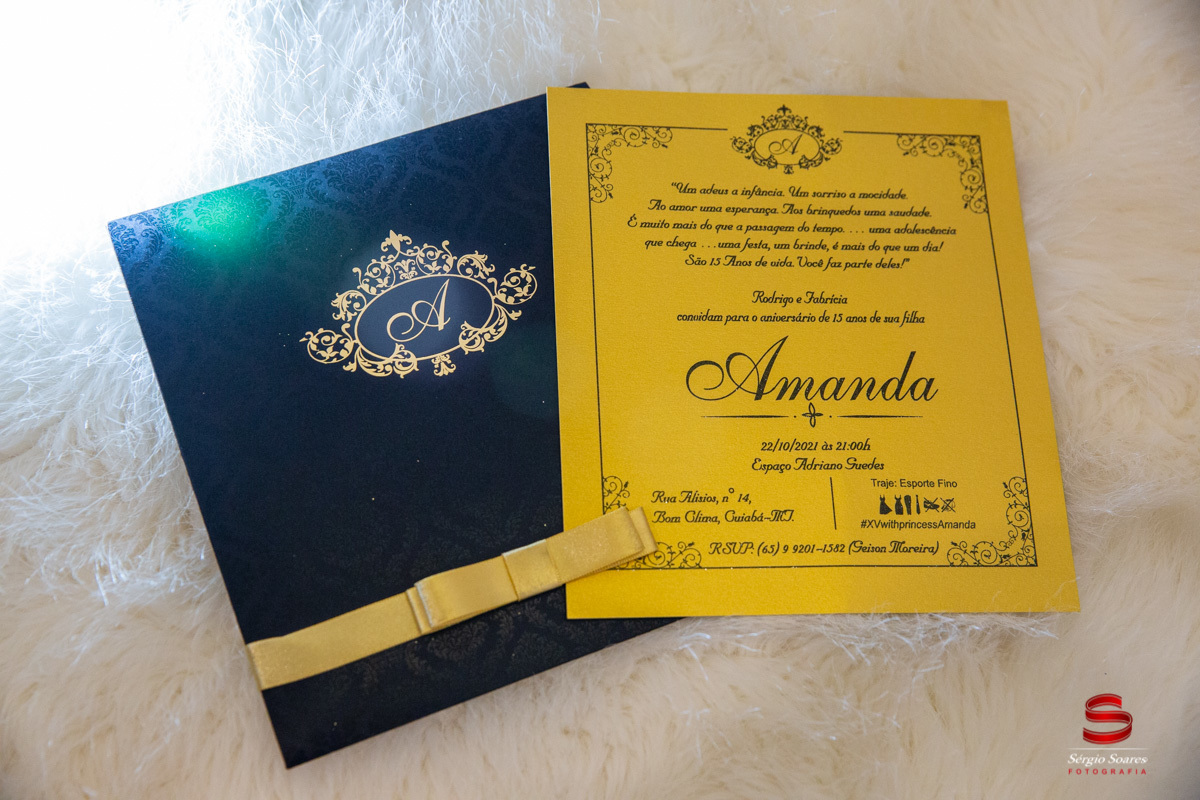 A
A
"Um adeus a infância. Um sorriso a mocidade.
Ao amor uma esperança. Aos brinquedos uma saudade.
É muito mais do que a passagem do tempo. . . . uma adolescência
que chega . . .uma festa, um brinde, é mais do que um dia!
São 15 Anos de vida. Você faz parte deles!"
Rodrigo e Fabrícia
convidam para o aniversário de 15 anos de sua filha
Amanda
22/10/2021 às 21:00h
Espaço Adriano Guedes
Rua Alísios, nº 14,
Bom Clima, Cuiabá-MT.
Traje: Esporte Fino
#XVwithprincessAmanda
RSVP: (65) 9 9201-1582 (Geison Moreira)
S
Sérgio Soares
FOTOGRAFIA